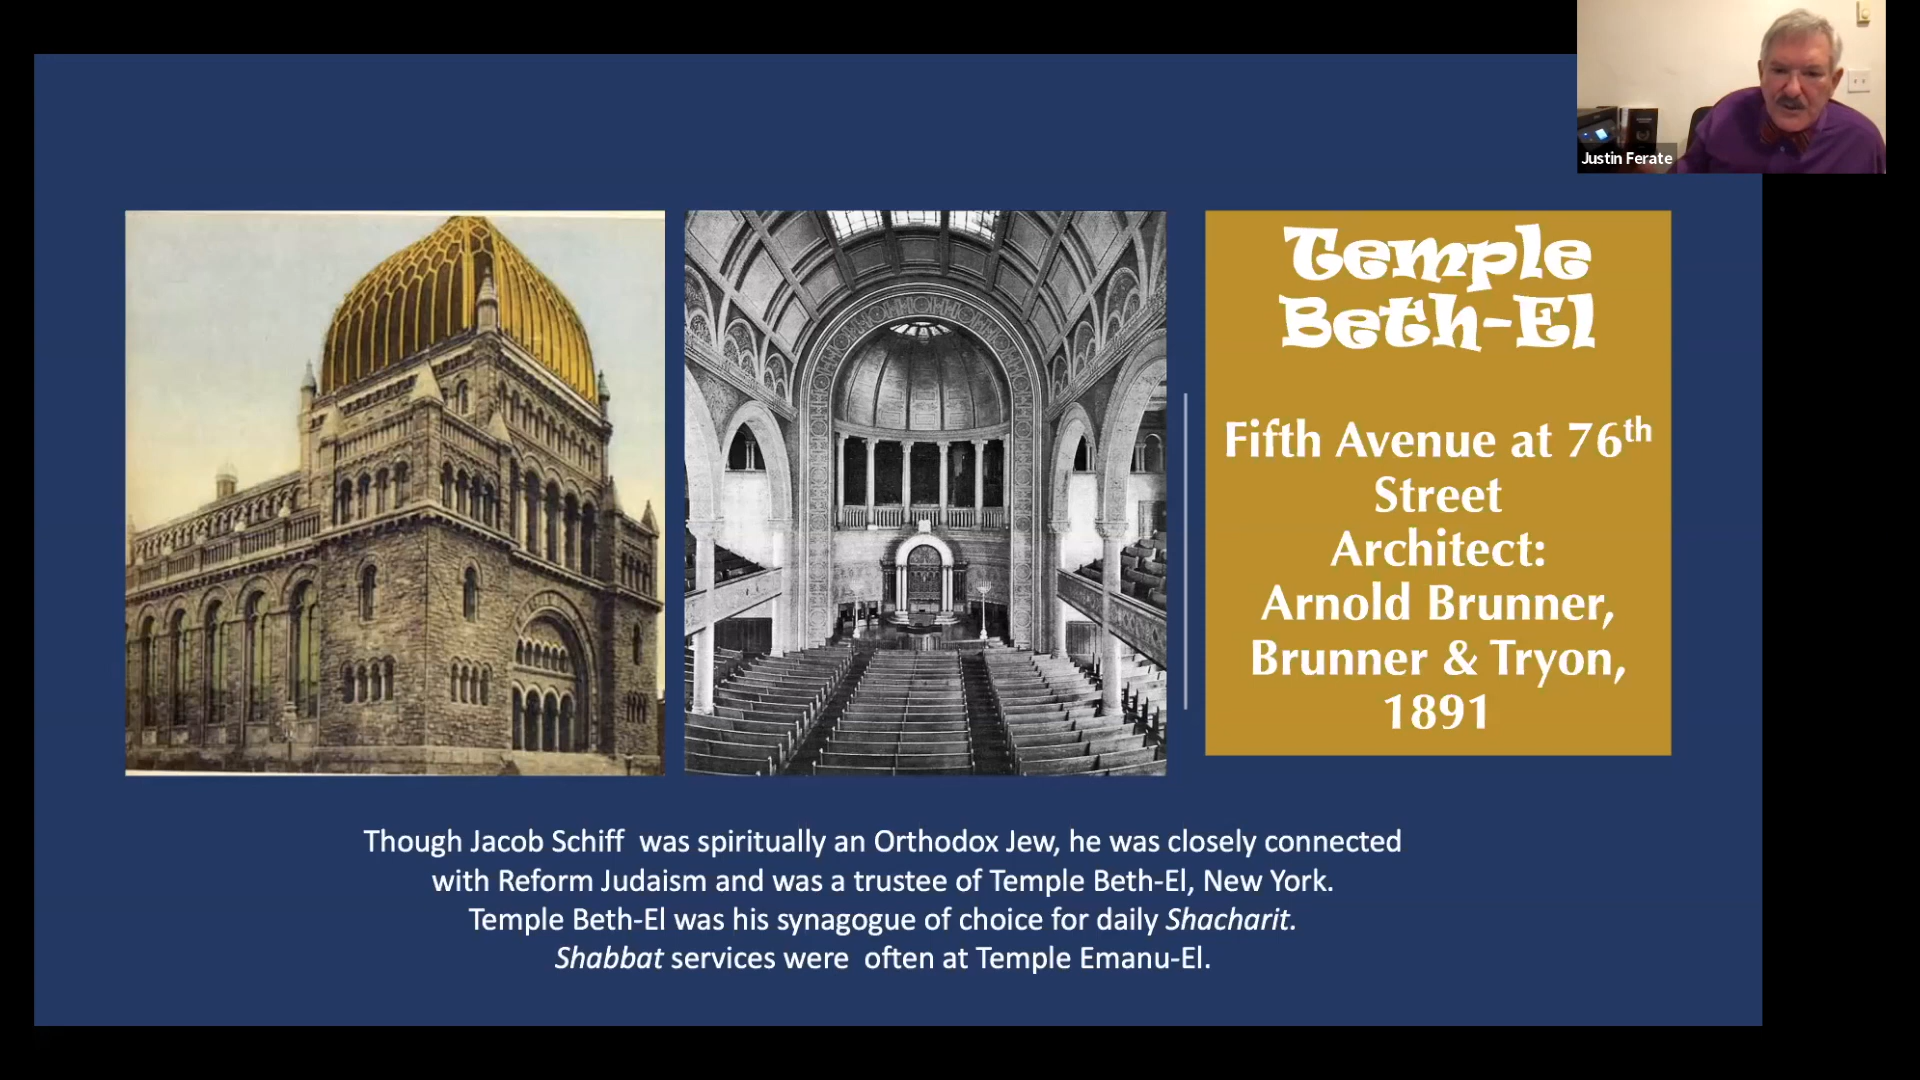 Justin Ferate
Temple
Beth-El
Fifth Avenue at 76th
Street
Architect:
Arnold Brunner,
Brunner & Tryon,
1891
Though Jacob Schiff  was spiritually an Orthodox Jew, he was closely connected
with Reform Judaism and was a trustee of Temple Beth-El, New York.
Temple Beth-El was his synagogue of choice for daily Shacharit.
Shabbat services were  often at Temple Emanu-El.